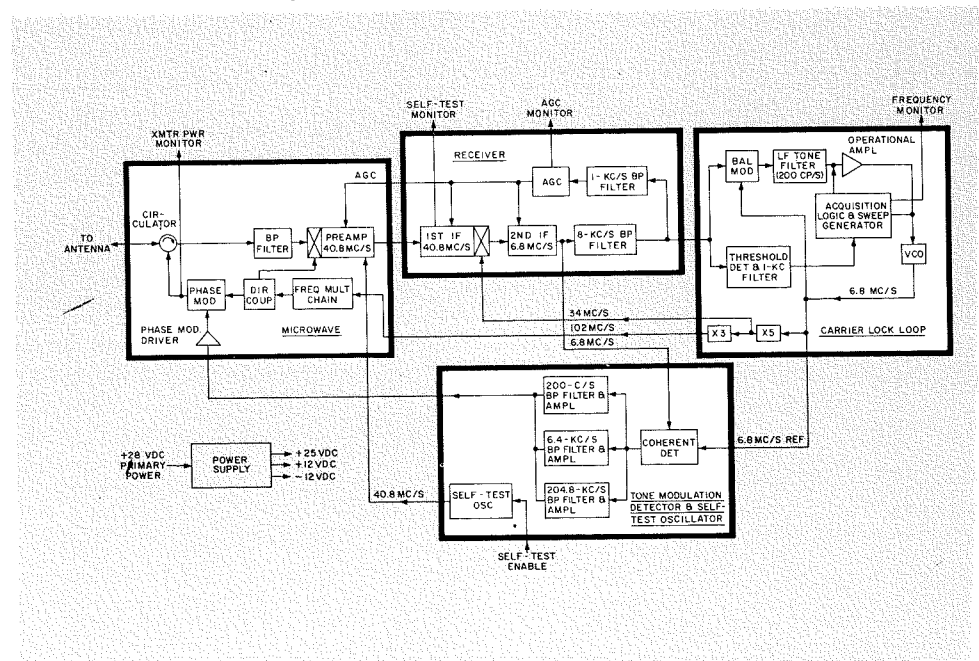 FREQUENCY
MONITOR
SELF-TEST
MONITOR
AGC
MONITOR
XMTR PWR
MONITOR
RECEIVER
OPERATIONAL
AMPL
BAL
MOD
LF TONE
FILTER
(200 CP/S)
AGC
AGC
1-KC/S BP
FILTER
CIR-
CULATOR
ACQUISITION
LOGIC & SWEEP
GENERATOR
TO
ANTENNA
BP
FILTER
PREAMP
40.8MC/S
1ST IF
40.8MC/S
2ND IF
6.8 MC/S
8-KC/S BP
FILTER
THRESHOLD
DET & 1-KC
FILTER
VCO
PHASE
MOD
DIR
COUP
FREQ MULT
CHAIN
6.8 MC/S
34 MC/S
PHASE MOD
DRIVER
MICROWAVE
102MC/S
X3
X5
CARRIER LOCK LOOP
6.8MC/S
200-C/S
BP FILTER &
AMPL
+28 VDC
PRIMARY
POWER
POWER
SUPPLY
+25VDC
+12VDC
-12VDC
6.4-KC/S
BP FILTER
& AMPL
COHERENT
DET
6.8 MC/S REF
40.8 MC/S
SELF-TEST
OSC
204.8-KC/S
BP FILTER &
AMPL
TONE MODULATION
DETECTOR & SELF-
TEST OSCILLATOR
SELF-TEST
ENABLE